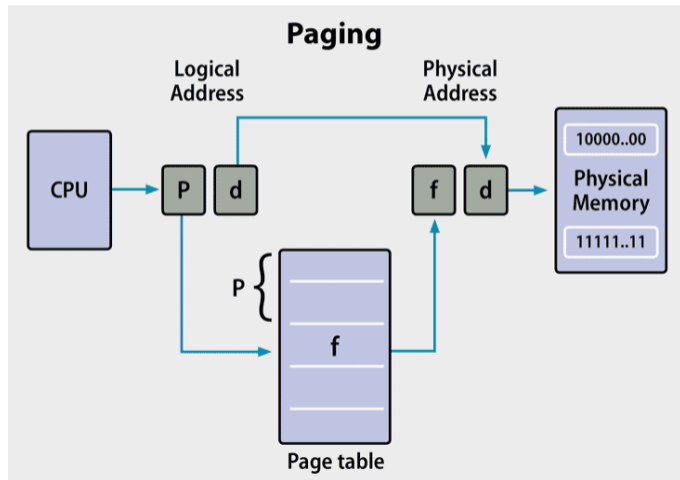 Paging
Logical
Address
Physical
Address
CPU
P
d
f
d
10000..00
Physical
Memory
11111..11
P
f
Page table